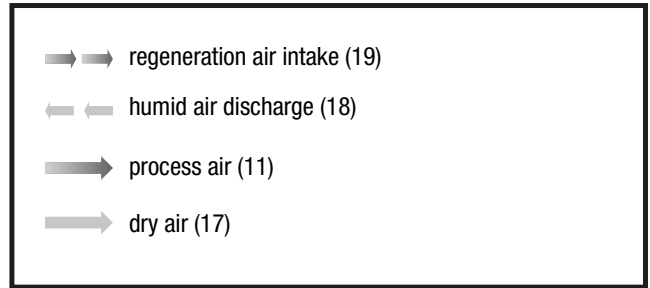 regeneration air intake (19)
humid air discharge (18)
process air (11)
dry air (17)